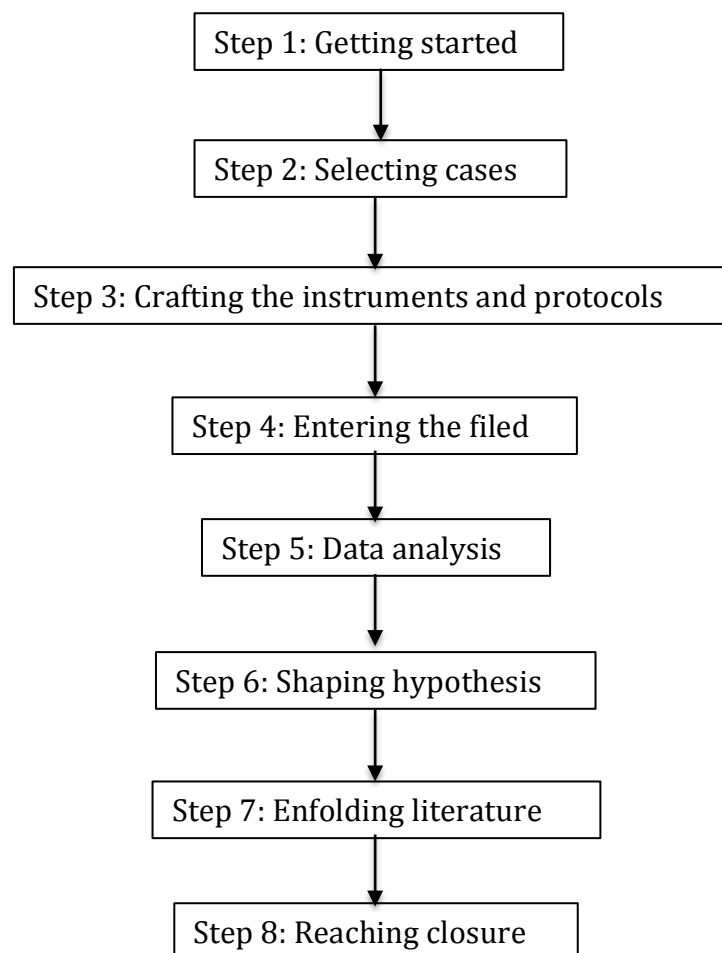 Step 1: Getting started
Step 2: Selecting cases
Step 3: Crafting the instruments and protocols
Step 4: Entering the filed
Step 5: Data analysis
Step 6: Shaping hypothesis
Step 7: Enfolding literature
Step 8: Reaching closure